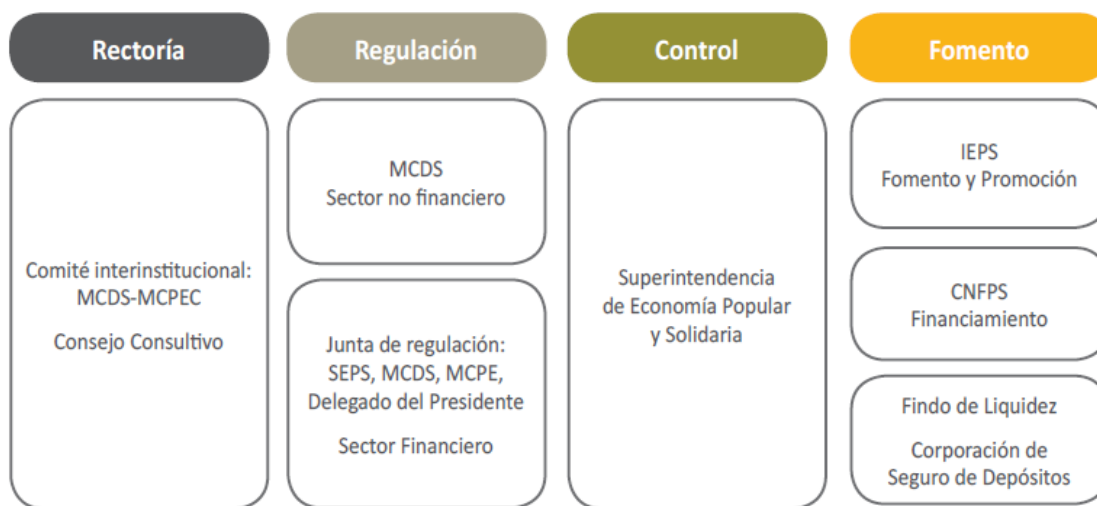 Rectoría
Comité interinstitucional:
MCDS-MCPEC
Consejo Consultivo
Regulación
MCDS
Sector no financiero
Junta de regulación:
SEPS, MCDS, MCPE,
Delegado del Presidente
Sector Financiero
Control
Superintendencia
de Economía Popular
y Solidaria
Fomento
IEPS
Fomento y Promoción
CNFPS
Financiamiento
Findo de Liquidez
Corporación de
Seguro de Depósitos